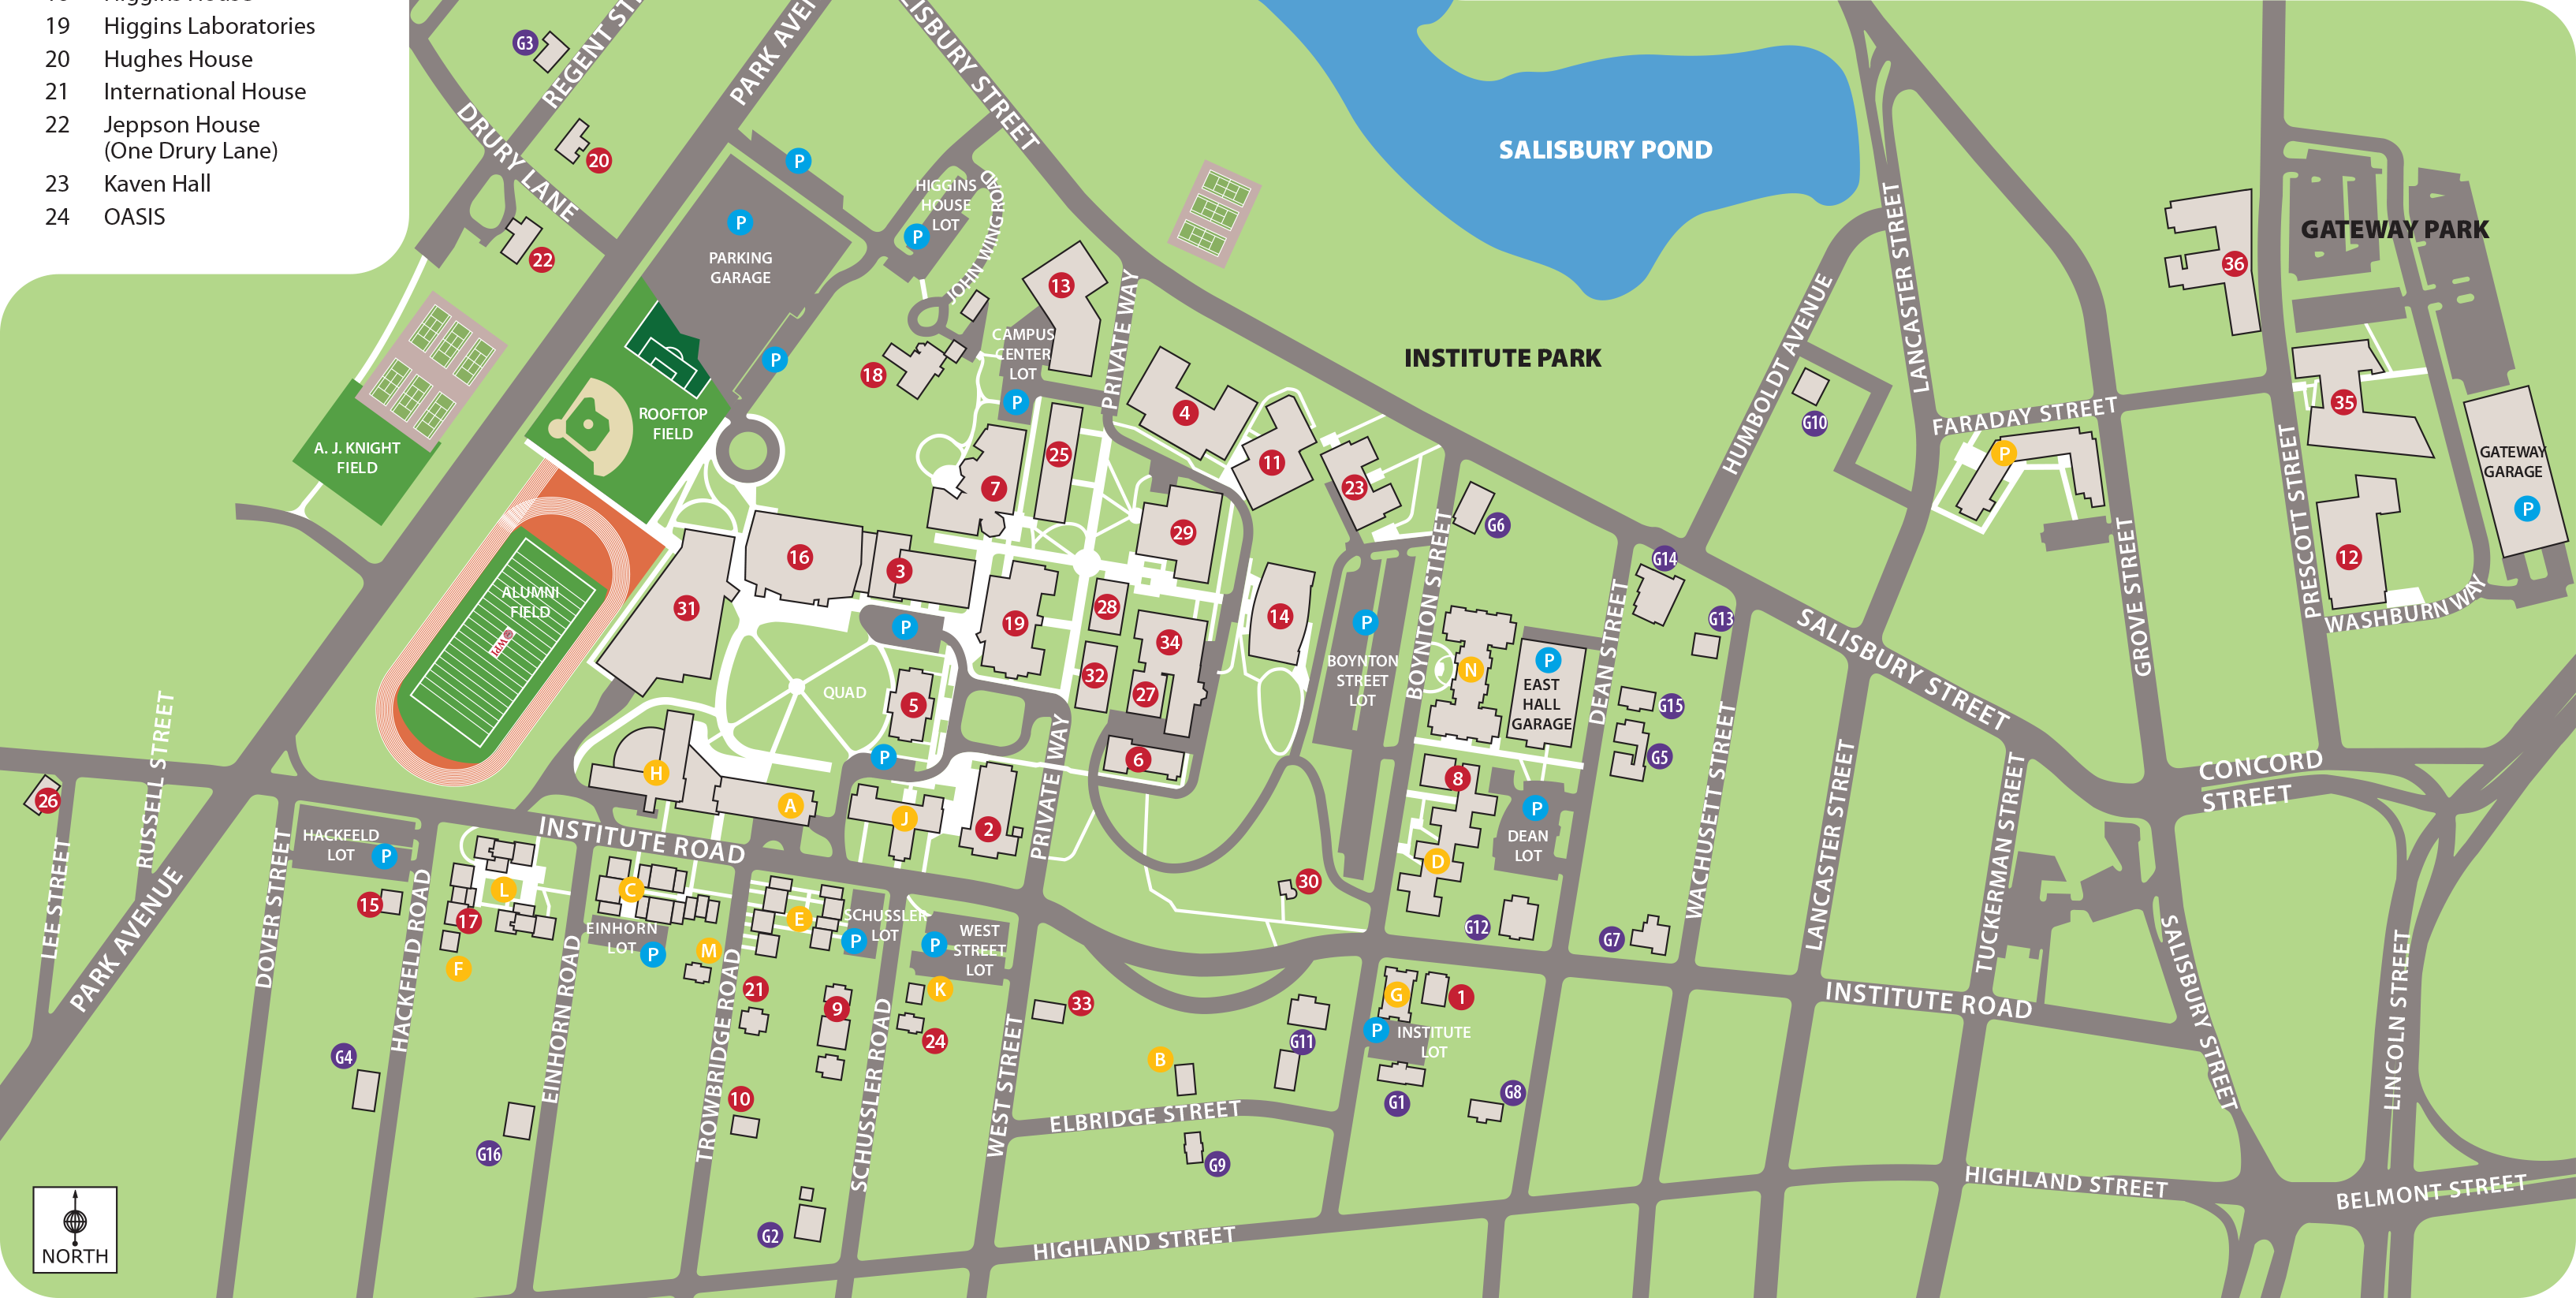 19 Higgins Laboratories
20 Hughes House
21 International House
22 Jeppson House
(One Drury Lane)
23 Kaven Hall
24 OASIS
G3
REGENT ST
PARK AVEN
LISBURY STREET
DRURY LANE
20
22
P
P
PARKING
GARAGE
HIGGINS
HOUSE
LOT
P
JOHN WING ROAD
SALISBURY POND
INSTITUTE PARK
LANCASTER STREET
GATEWAY PARK
36
13
PRIVATE WAY
CAMPUS
CENTER
LOT
P
18
P
ROOFTOP
FIELD
A. J. KNIGHT
FIELD
4
25
7
11
23
29
HUMBOLDT AVENUE
G10
FARADAY STREET
P
35
GATEWAY
GARAGE
P
12
PRESCOTT STREET
WASHBURN WAY
GROVE STREET
G6
G14
G13
16
3
31
ALUMNI
FIELD
WPI
P
19
28
34
32
27
14
P
BOYNTON
STREET
LOT
BOYNTON STREET
N
P
EAST
HALL
GARAGE
DEAN STREET
G15
G5
SALISBURY STREET
WACHUSETT STREET
QUAD
5
P
6
PRIVATE WAY
H
A
J
2
8
P
DEAN
LOT
D
LANCASTER STREET
TUCKERMAN STREET
CONCORD
STREET
26
RUSSELL STREET
LEE STREET
PARK AVENUE
DOVER STREET
HACKFELD
LOT
P
15
HACKFELD ROAD
INSTITUTE ROAD
L
17
F
C
EINHORN
LOT
P
EINHORN ROAD
M
E
SCHUSSLER
LOT
P
P
WEST
STREET
LOT
K
30
G12
G7
21
9
24
33
G11
G
1
P
INSTITUTE
LOT
INSTITUTE ROAD
SALISBURY STREET
LINCOLN STREET
G4
G16
TROWBRIDGE ROAD
10
SCHUSSLER ROAD
WEST STREET
B
ELBRIDGE STREET
G9
G1
G8
G2
HIGHLAND STREET
HIGHLAND STREET
BELMONT STREET
NORTH